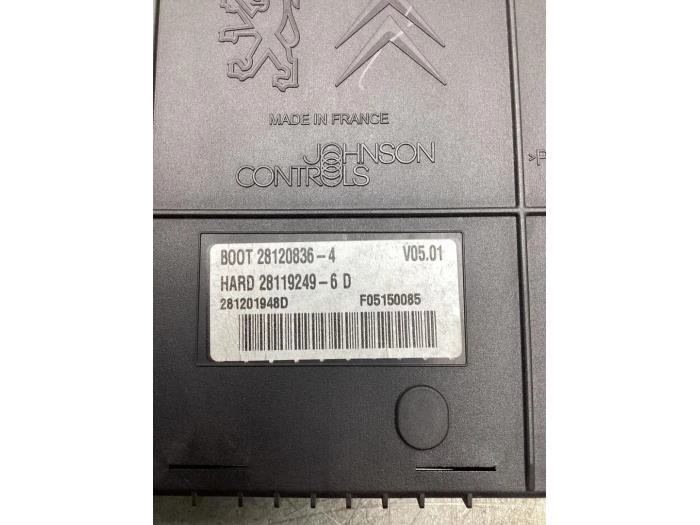 MADE IN FRANCE
JOHNSON
CONTROLS
BOOT 28120836-4 V05.01
HARD 28119249-6 D
281201948D F05150085
>P